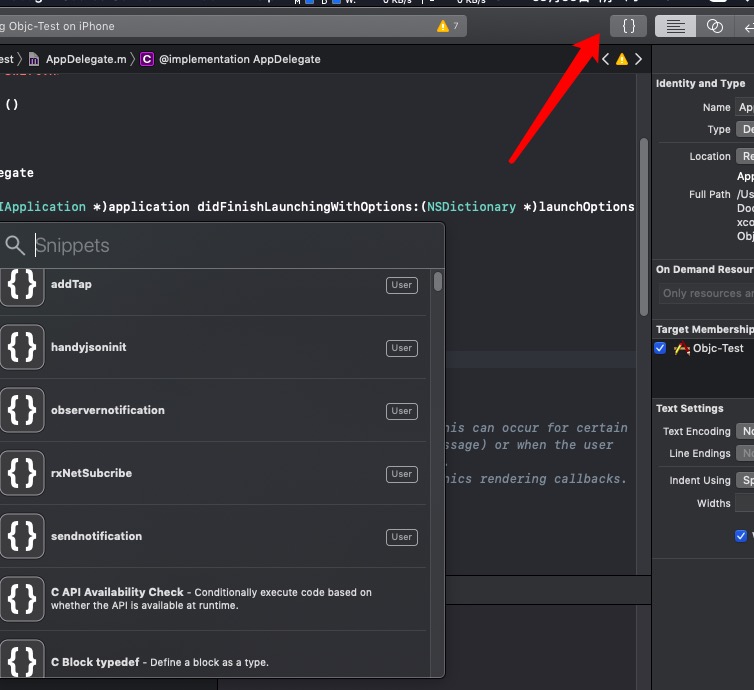 g Objc-Test on iPhone
7
{}
est
AppDelegate.m
C
@implementation AppDelegate
()
egate
IApplication *)application didFinishLaunchingWithOptions:(NSDictionary *)launchOptions
Snippets
{} addTap User
{} handyjsoninit User
{} observernotification User
{} rxNetSubcribe User
{} sendnotification User
{} C API Availability Check - Conditionally execute code based on
whether the API is available at runtime.
{} C Block typedef - Define a block as a type.
his can occur for certain
ssage) or when the user
hics rendering callbacks.
Identity and Type
Name Ap
Type De
Location Re
App
Full Path /Us
Doc
xco
Obj
On Demand Resour
Only resources a
Target Membership
Objc-Test
Text Settings
Text Encoding No
Line Endings No
Indent Using Sp
Widths